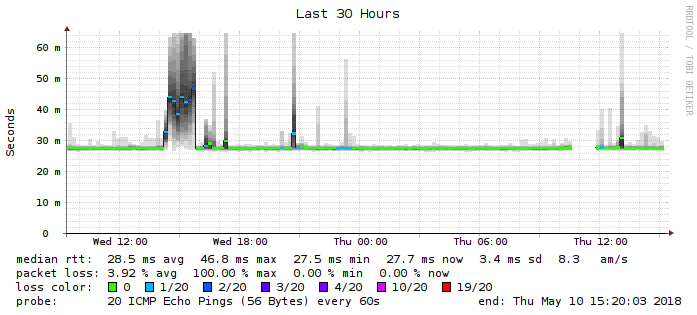 Last 30 Hours
RRDTOOL / TOBI OETIKER
Seconds
60 m
50 m
40 m
30 m
20 m
10 m
0
Wed 12:00 Wed 18:00 Thu 00:00 Thu 06:00 Thu 12:00
median rtt: 28.5 ms avg 46.8 ms max 27.5 ms min 27.7 ms now 3.4 ms sd 8.3 am/s
packet loss: 3.92 % avg 100.00 % max 0.00 % min 0.00 % now
loss color: 0 1/20 2/20 3/20 4/20 10/20 19/20
probe: 20 ICMP Echo Pings (56 Bytes) every 60s end: Thu May 10 15:20:03 2018